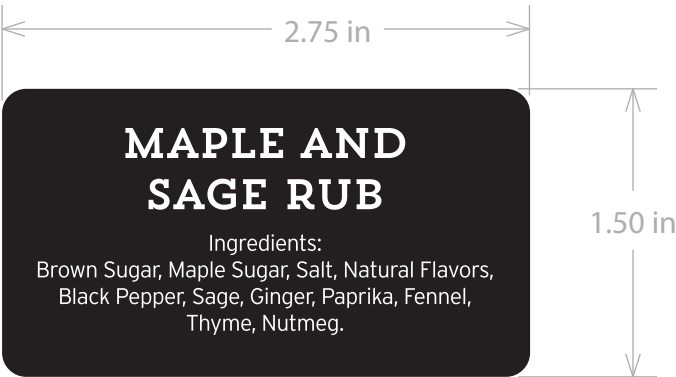 2.75 in
MAPLE AND
SAGE RUB
1.50 in
Ingredients:
Brown Sugar, Maple Sugar, Salt, Natural Flavors,
Black Pepper, Sage, Ginger, Paprika, Fennel,
Thyme, Nutmeg.